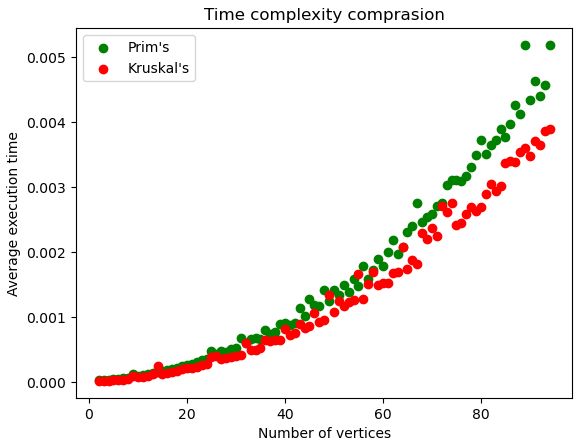 Time complexity comprasion
Prim's
Kruskal's
Average execution time
0.005
0.004
0.003
0.002
0.001
0.000
0 20 40 60 80
Number of vertices